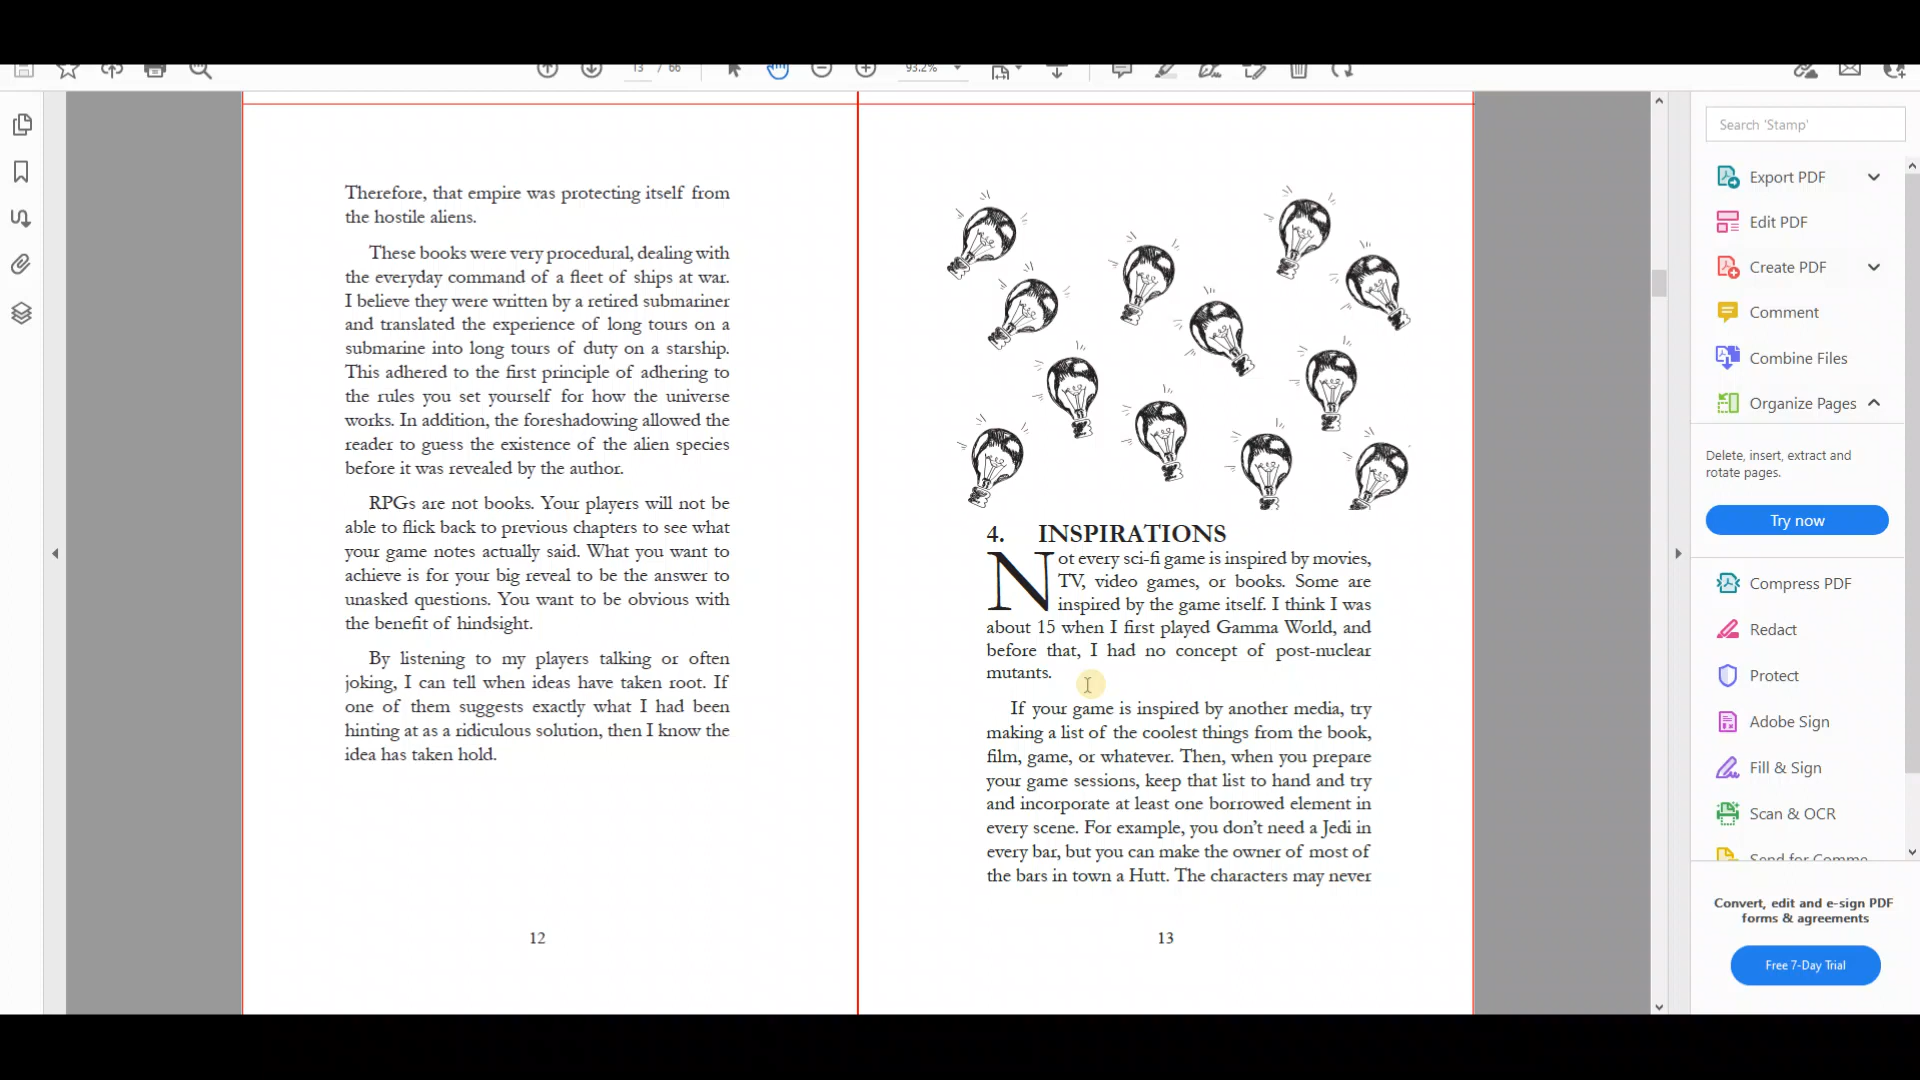 13 / 66
93.2%
Therefore, that empire was protecting itself from
the hostile aliens.
These books were very procedural, dealing with
the everyday command of a fleet of ships at war.
I believe they were written by a retired submariner
and translated the experience of long tours on a
submarine into long tours of duty on a starship.
This adhered to the first principle of adhering to
the rules you set yourself for how the universe
works. In addition, the foreshadowing allowed the
reader to guess the existence of the alien species
before it was revealed by the author.
RPGs are not books. Your players will not be
able to flick back to previous chapters to see what
your game notes actually said. What you want to
achieve is for your big reveal to be the answer to
unasked questions. You want to be obvious with
the benefit of hindsight.
By listening to my players talking or often
joking, I can tell when ideas have taken root. If
one of them suggests exactly what I had been
hinting at as a ridiculous solution, then I know the
idea has taken hold.
12
4. INSPIRATIONS
Not every sci-fi game is inspired by movies,
TV, video games, or books. Some are
inspired by the game itself. I think I was
about 15 when I first played Gamma World, and
before that, I had no concept of post-nuclear
mutants.
If your game is inspired by another media, try
making a list of the coolest things from the book,
film, game, or whatever. Then, when you prepare
your game sessions, keep that list to hand and try
and incorporate at least one borrowed element in
every scene. For example, you don't need a Jedi in
every bar, but you can make the owner of most of
the bars in town a Hutt. The characters may never
13
Search 'Stamp'
Export PDF
Edit PDF
Create PDF
Comment
Combine Files
Organize Pages
Delete, insert, extract and
rotate pages.
Try now
Compress PDF
Redact
Protect
Adobe Sign
Fill & Sign
Scan & OCR
Send for Comme
Convert, edit and e-sign PDF
forms & agreements
Free 7-Day Trial